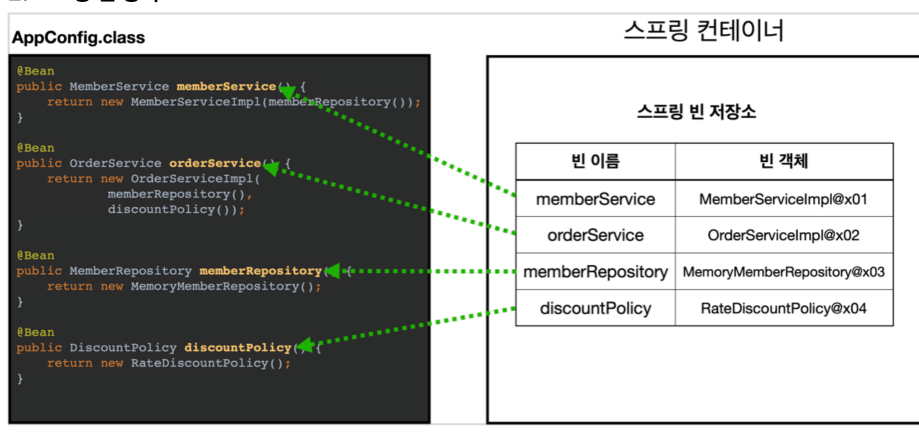 AppConfig.class
스프링 컨테이너
@Bean
public MemberService memberService() {
return new MemberServiceImpl(memberRepository());
}
@Bean
public OrderService orderService() {
return new OrderServiceImpl(
memberRepository(),
discountPolicy());
}
@Bean
public MemberRepository memberRepository() {
return new MemoryMemberRepository();
}
@Bean
public DiscountPolicy discountPolicy() {
return new RateDiscountPolicy();
}
스프링 빈 저장소
빈 이름 빈 객체
memberService MemberServiceImpl@x01
orderService OrderServiceImpl@x02
memberRepository MemoryMemberRepository@x03
discountPolicy RateDiscountPolicy@x04